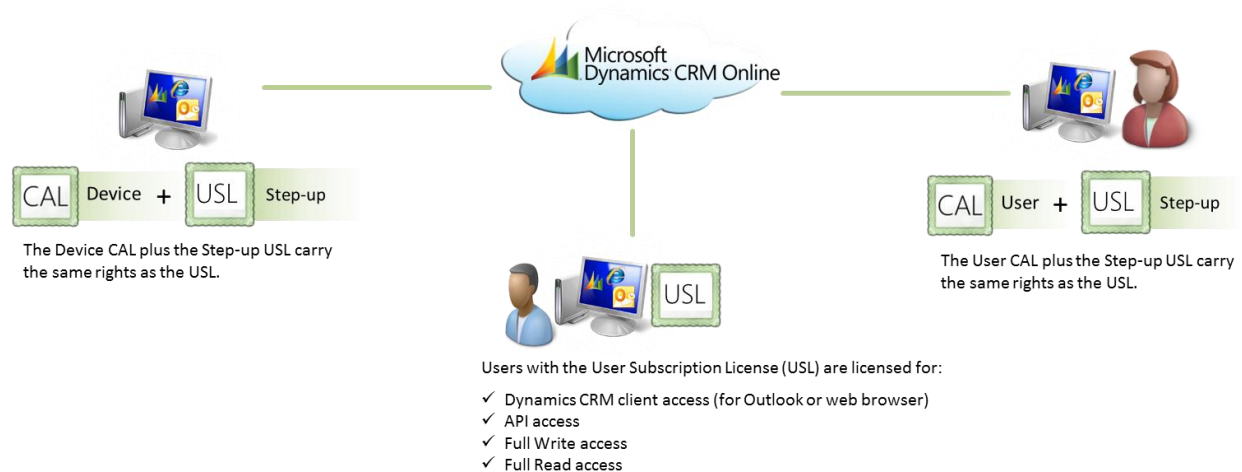 Microsoft
Dynamics CRM Online
CAL Device + USL Step-up
The Device CAL plus the Step-up USL carry
the same rights as the USL.
CAL User + USL Step-up
The User CAL plus the Step-up USL carry
the same rights as the USL.
USL
Users with the User Subscription License (USL) are licensed for:
✓ Dynamics CRM client access (for Outlook or web browser)
✓ API access
✓ Full Write access
✓ Full Read access